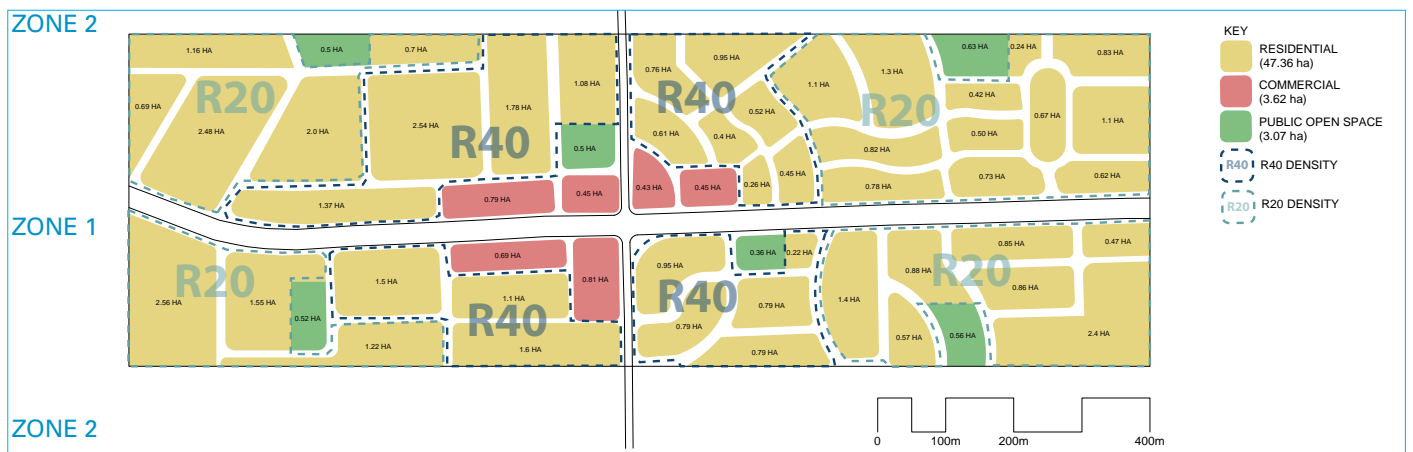 ZONE 2
1.16 HA
0.5 HA
0.7 HA
0.69 HA
R20
2.48 HA
2.0 HA
2.54 HA
R40
1.78 HA
1.08 HA
0.5 HA
1.37 HA
0.79 HA
0.45 HA
0.76 HA
0.95 HA
R40
0.52 HA
0.61 HA
0.4 HA
0.43 HA
0.45 HA
0.26 HA
0.45 HA
1.1 HA
1.3 HA
R20
0.63 HA
0.24 HA
0.83 HA
0.42 HA
0.67 HA
1.1 HA
0.50 HA
0.82 HA
0.73 HA
0.62 HA
0.78 HA
ZONE 1
2.56 HA
R20
1.55 HA
0.52 HA
1.5 HA
0.69 HA
0.81 HA
1.1 HA
R40
1.22 HA
1.6 HA
0.95 HA
0.36 HA
0.22 HA
R40
0.79 HA
0.79 HA
0.79 HA
1.4 HA
0.88 HA
R20
0.85 HA
0.47 HA
0.86 HA
0.57 HA
0.56 HA
2.4 HA
ZONE 2
0
100m
200m
400m
KEY
RESIDENTIAL
(47.36 ha)
COMMERCIAL
(3.62 ha)
PUBLIC OPEN SPACE
(3.07 ha)
R40 R40 DENSITY
R20 R20 DENSITY